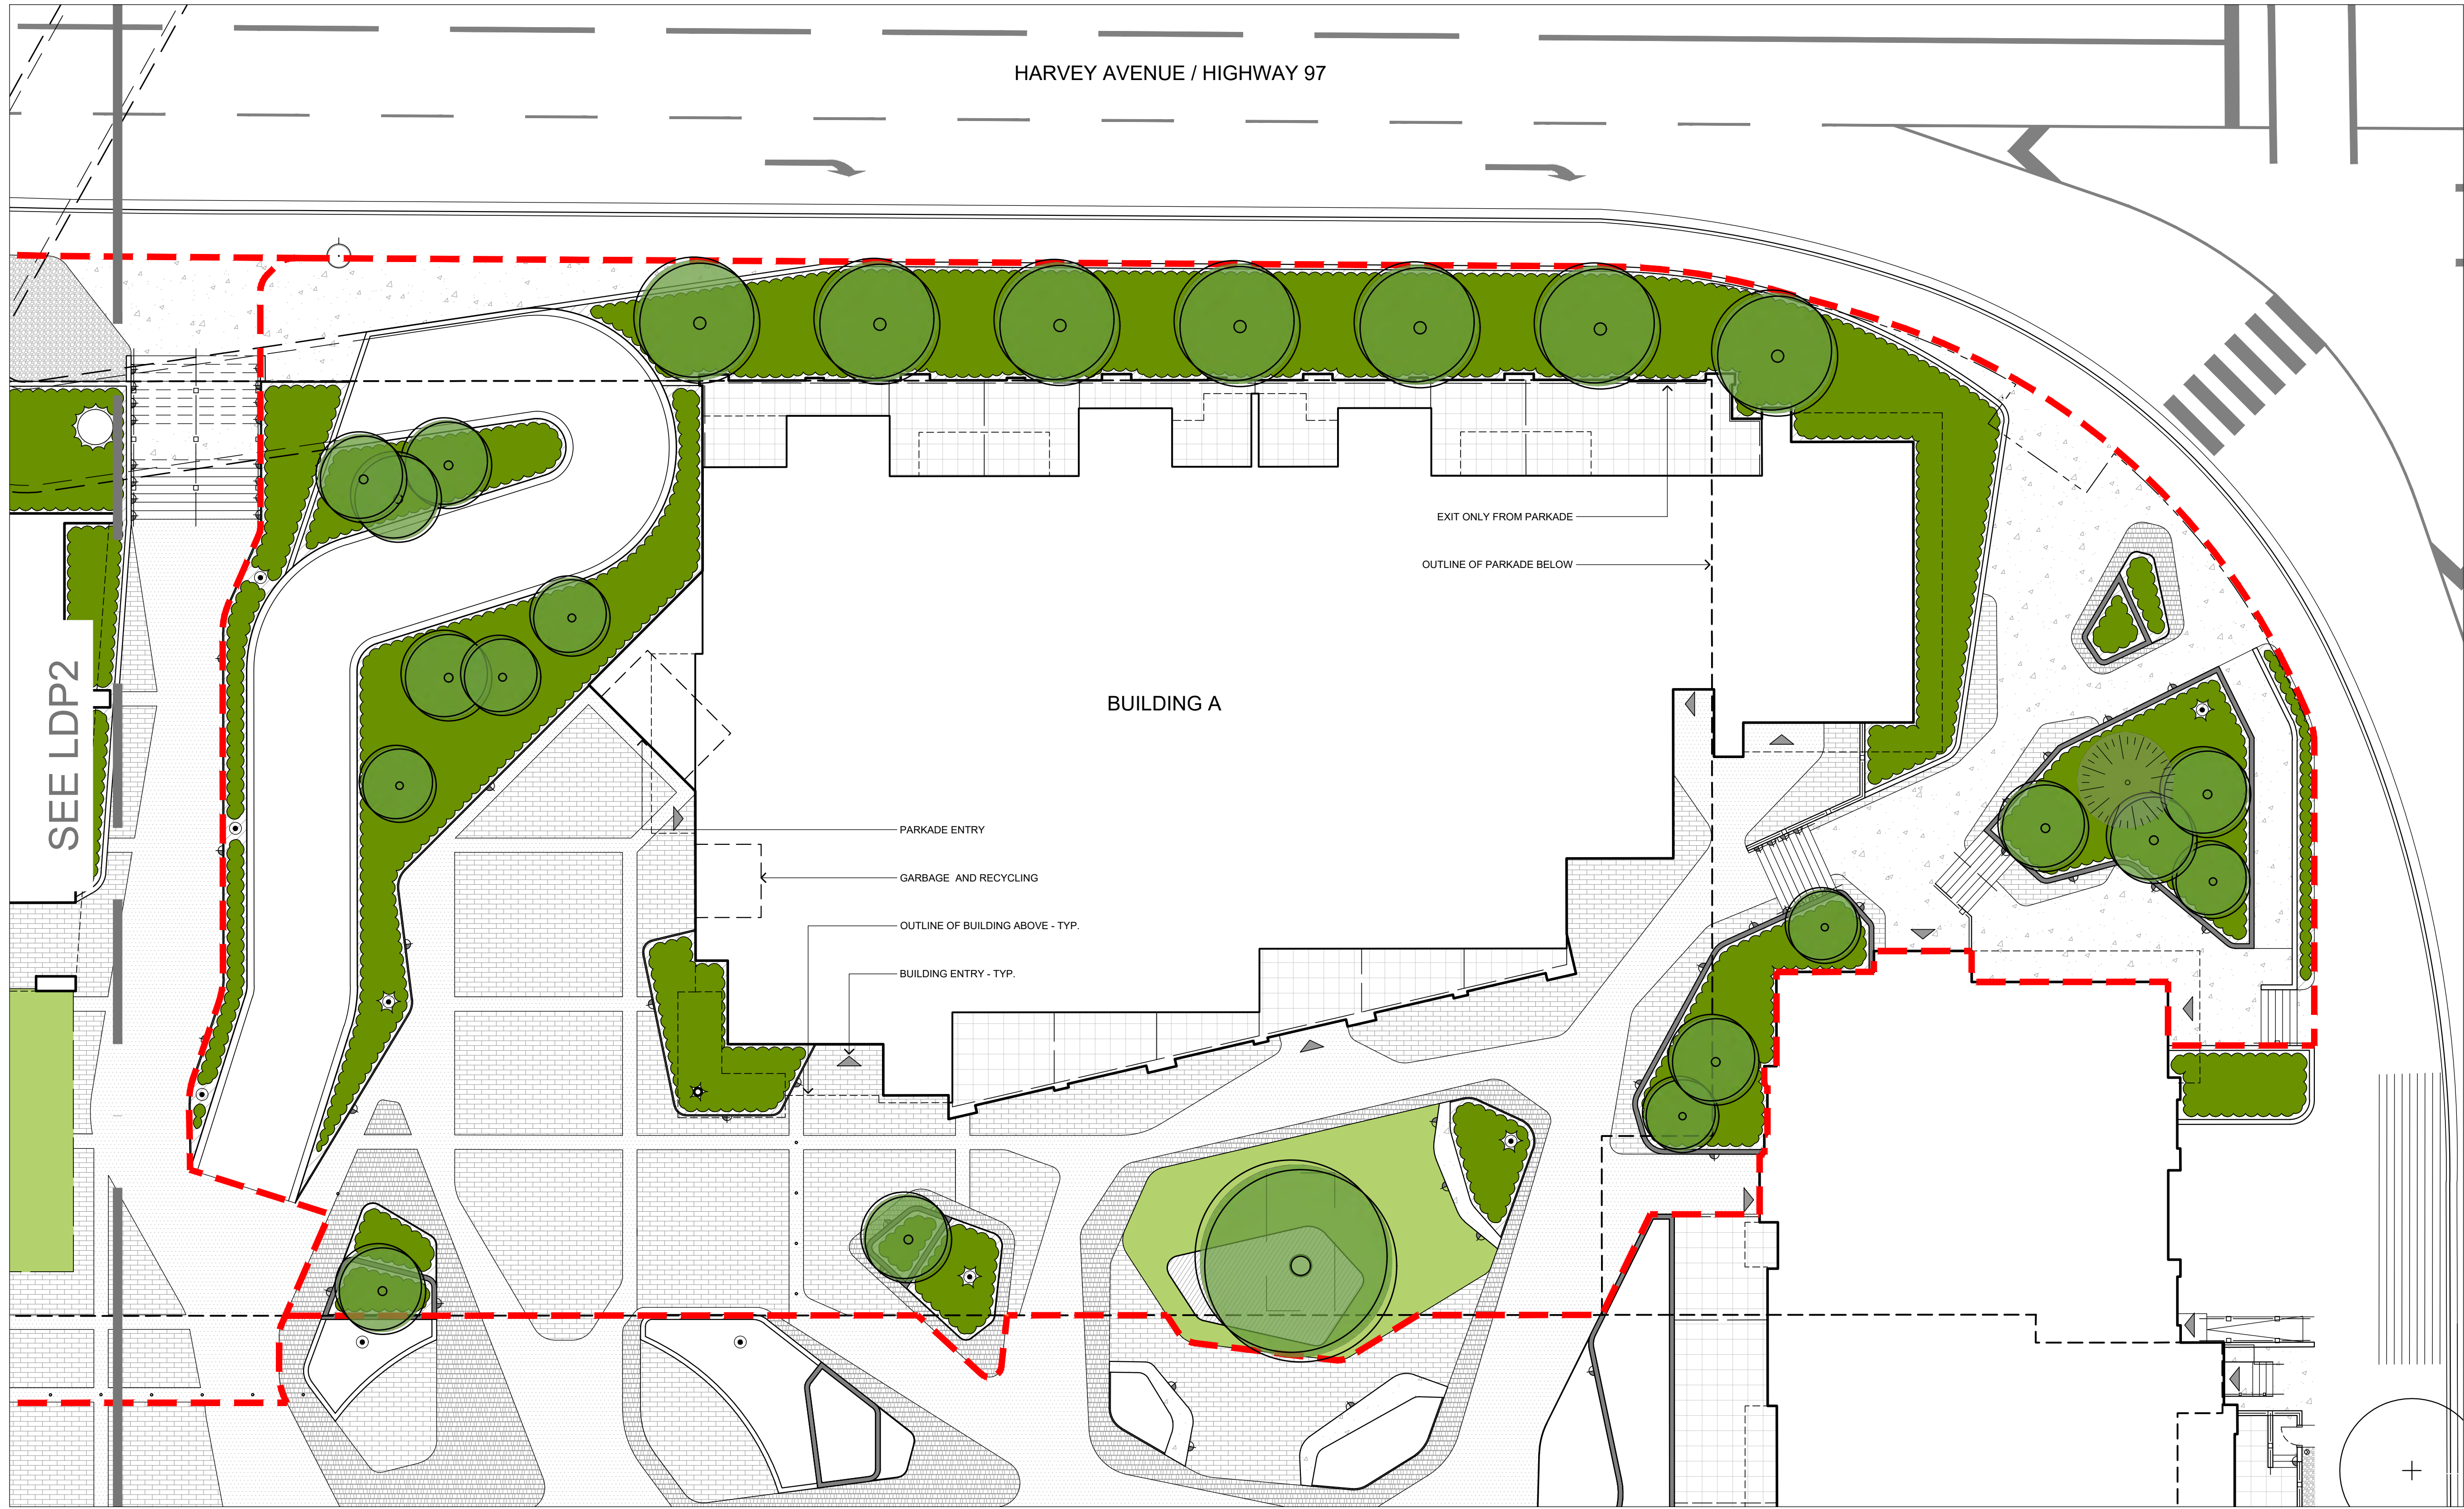 HARVEY AVENUE / HIGHWAY 97
EXIT ONLY FROM PARKADE
OUTLINE OF PARKADE BELOW
SEE LDP2
BUILDING A
PARKADE ENTRY
GARBAGE AND RECYCLING
OUTLINE OF BUILDING ABOVE - TYP.
BUILDING ENTRY - TYP.